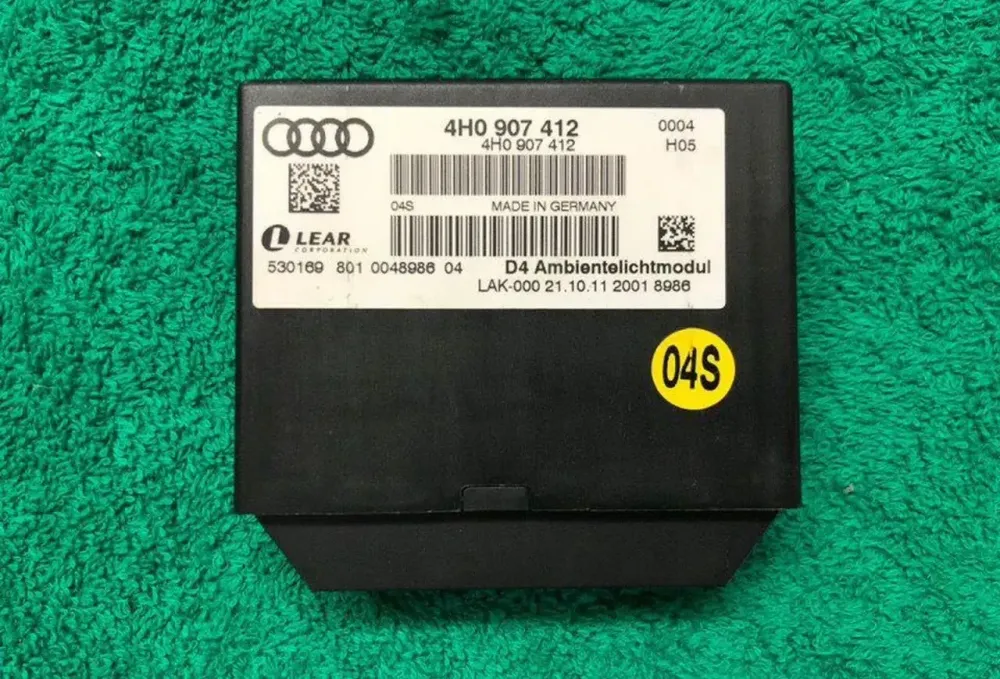 4H0 907 412
4H0 907 412
0004
H05
04S
MADE IN GERMANY
LEAR
CORPORATION
530169 801 0048986 04
D4 Ambientelichtmodul
LAK-000 21.10.11 2001 8986
04S